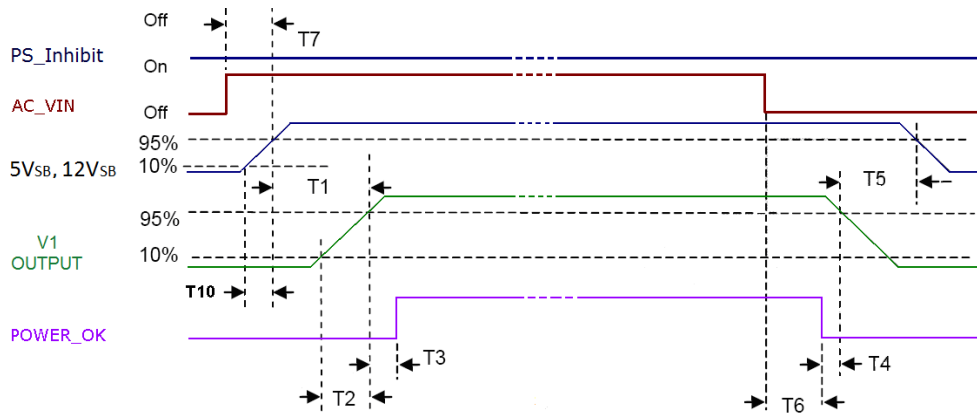 Off
T7
PS_Inhibit
On
AC_VIN
Off
95%
10%
5VSB, 12VSB
T1
T5
95%
V1
OUTPUT
10%
T10
POWER_OK
T3
T4
T2
T6